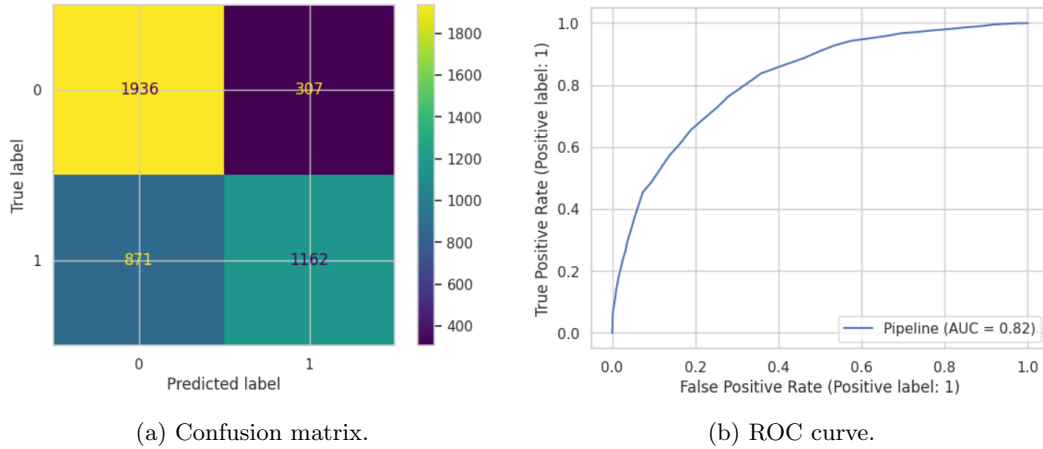 1936
307
871
1162
0
1
True label
0
1
Predicted label
1800
1600
1400
1200
1000
800
600
400
(a) Confusion matrix.
1.0
0.8
0.6
0.4
0.2
0.0
True Positive Rate (Positive label: 1)
Pipeline (AUC = 0.82)
0.0 0.2 0.4 0.6 0.8 1.0
False Positive Rate (Positive label: 1)
(b) ROC curve.